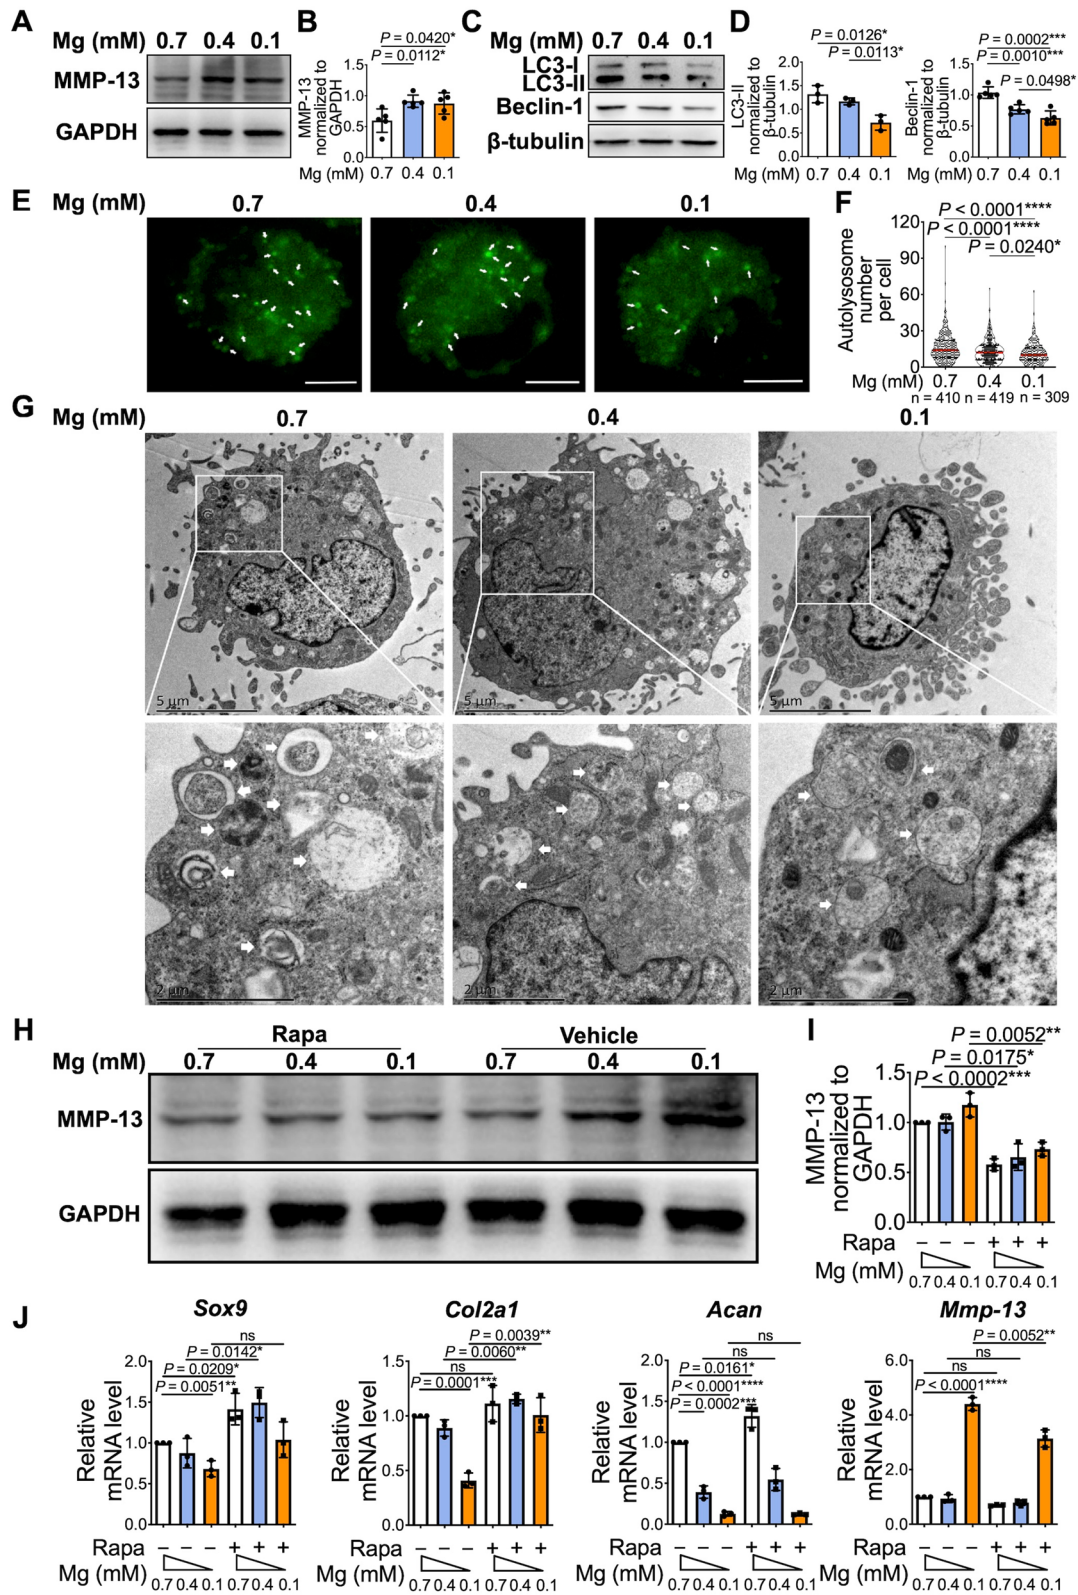 A
Mg (mM) 0.7 0.4 0.1
MMP-13
GAPDH
B
P = 0.0420*
P = 0.0112*
MMP-13
normalized to
GAPDH
1.5
1.0
0.5
0.0
0.7 0.4 0.1
Mg (mM)
C
Mg (mM) 0.7 0.4 0.1
LC3-I
LC3-II
Beclin-1
β-tubulin
D
P = 0.0126*
P = 0.0113*
LC3-II
normalized to
β-tubulin
2.0
1.5
1.0
0.5
0.0
0.7 0.4 0.1
Mg (mM)
P = 0.0002***
P = 0.0010***
P = 0.0498*
Beclin-1
normalized to
β-tubulin
1.5
1.0
0.5
0.0
0.7 0.4 0.1
Mg (mM)
E
Mg (mM) 0.7 0.4 0.1
F
P < 0.0001****
P < 0.0001****
P = 0.0240*
Autolysosome
number
per cell
120
90
60
30
0
Mg (mM) 0.7 0.4 0.1
n = 410 n = 419 n = 309
G
Mg (mM) 0.7 0.4 0.1
5 μm
5 μm
5 μm
2 μm
2 μm
2 μm
H
Rapa Vehicle
Mg (mM) 0.7 0.4 0.1 0.7 0.4 0.1
MMP-13
GAPDH
I
P = 0.0052**
P = 0.0175*
P < 0.0002***
MMP-13
normalized to
GAPDH
1.5
1.0
0.5
0.0
Rapa − − − + + +
Mg (mM)
0.7 0.4 0.1 0.7 0.4 0.1
J
Sox9
ns
P = 0.0142*
P = 0.0209*
P = 0.0051**
Relative
mRNA level
2.0
1.5
1.0
0.5
0.0
Rapa − − − + + +
Mg (mM)
0.7 0.4 0.1 0.7 0.4 0.1
Col2a1
P = 0.0039**
P = 0.0060**
ns
P = 0.0001***
Relative
mRNA level
1.5
1.0
0.5
0.0
Rapa − − − + + +
Mg (mM)
0.7 0.4 0.1 0.7 0.4 0.1
Acan
ns
ns
P = 0.0161*
P < 0.0001****
P = 0.0002***
Relative
mRNA level
2.0
1.5
1.0
0.5
0.0
Rapa − − − + + +
Mg (mM)
0.7 0.4 0.1 0.7 0.4 0.1
Mmp-13
P = 0.0052**
ns
ns
P < 0.0001****
Relative
mRNA level
6.0
4.0
2.0
0.0
Rapa − − − + + +
Mg (mM)
0.7 0.4 0.1 0.7 0.4 0.1